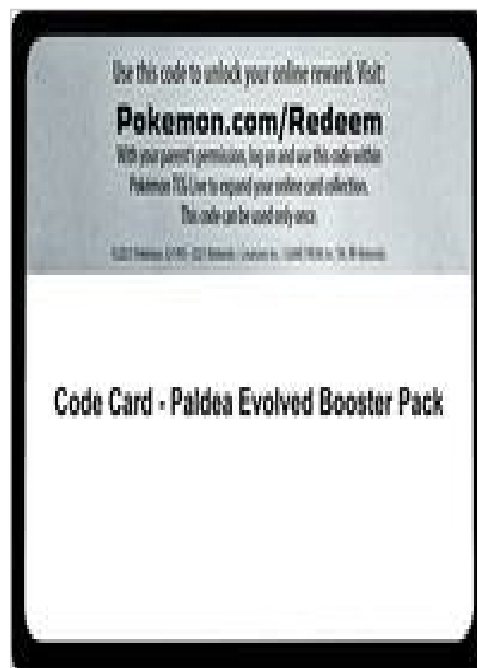 Use this code to unlock your online reward. Visit:
Pokemon.com/Redeem
With your parent's permission, log on and use this code within
Pokémon TCG Live to expand your online card collection.
This code can be used only once.
Code Card - Paldea Evolved Booster Pack